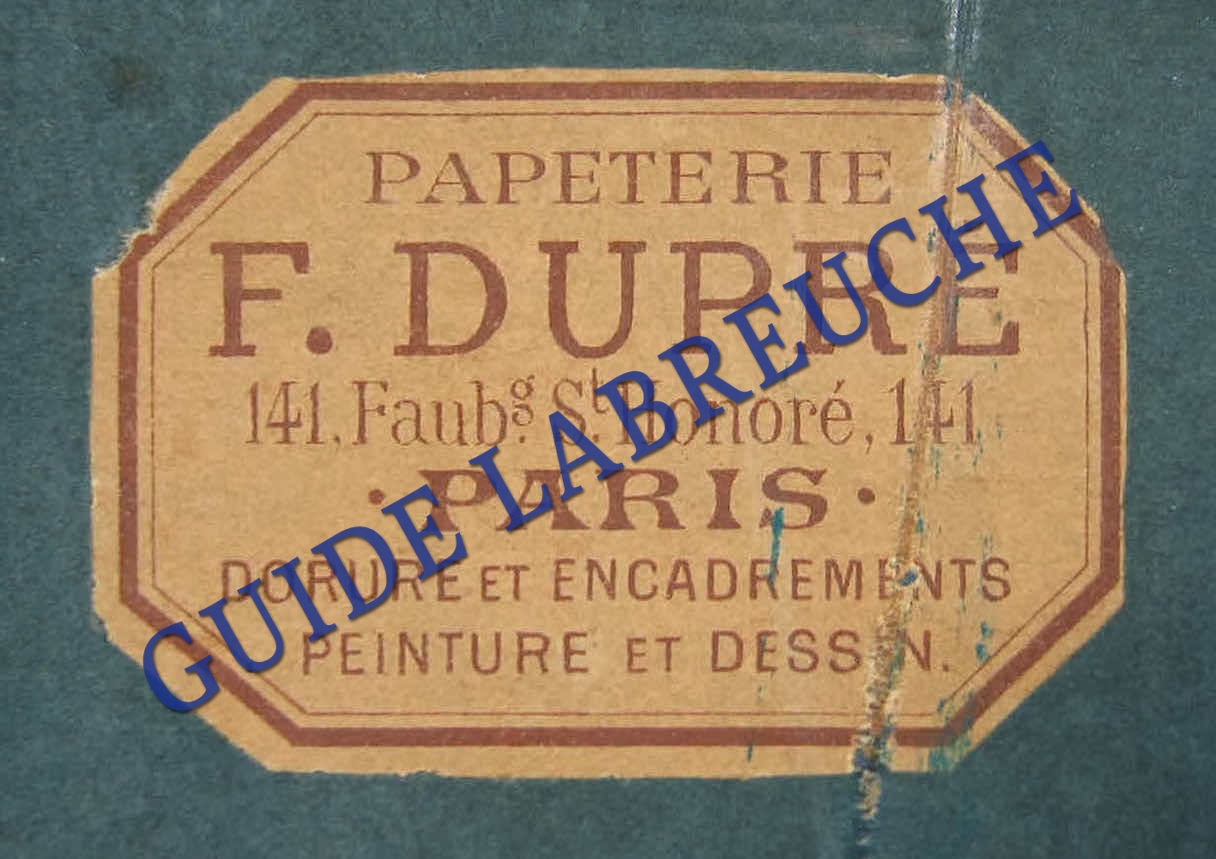 PAPETERIE
F. DUPRE
141, Faubg. St. Honoré, 141
• PARIS •
DORURE ET ENCADREMENTS
PEINTURE ET DESSIN.
GUIDE LABREUCHE